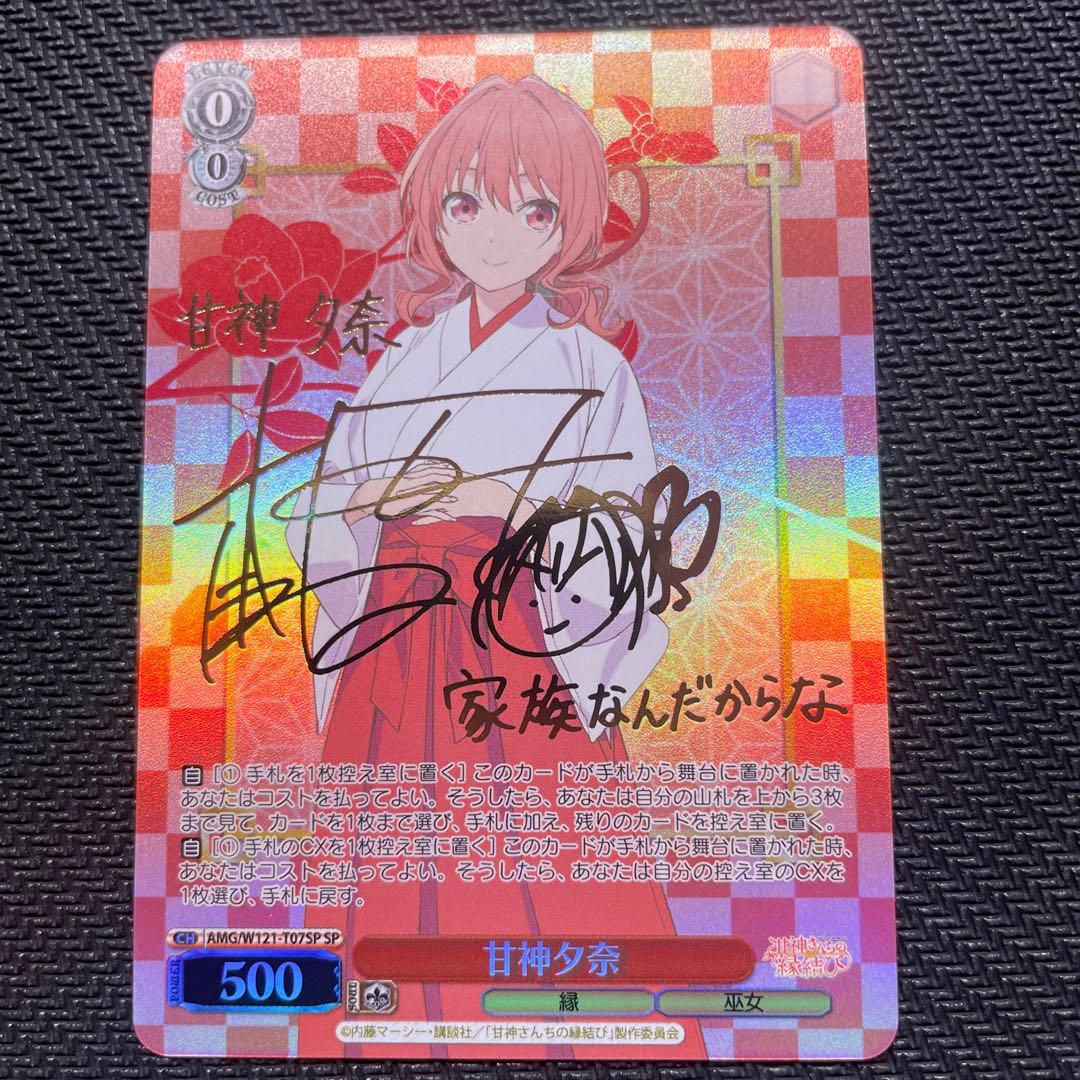 LEVEL
0
0
COST
甘神 夕奈
家族なんだからな
自［① 手札を1枚控え室に置く］このカードが手札から舞台に置かれた時、
あなたはコストを払ってよい。そうしたら、あなたは自分の山札を上から3枚
まで見て、カードを1枚まで選び、手札に加え、残りのカードを控え室に置く。
自［① 手札のCXを1枚控え室に置く］このカードが手札から舞台に置かれた時、
あなたはコストを払ってよい。そうしたら、あなたは自分の控え室のCXを
1枚選び、手札に戻す。
CH AMG/W121-T07SP SP
甘神夕奈
甘神さんちの
縁結び
POWER 500
SOUL
縁 巫女
©内藤マーシー・講談社／「甘神さんちの縁結び」製作委員会